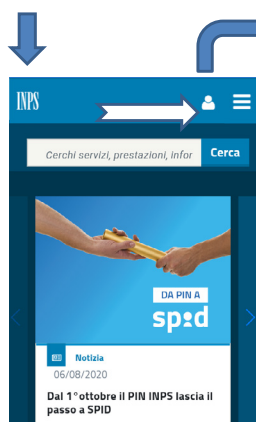 INPS
Cerchi servizi, prestazioni, infor
Cerca
DA PIN A
spid
Notizia
06/08/2020
Dal 1° ottobre il PIN INPS lascia il
passo a SPID